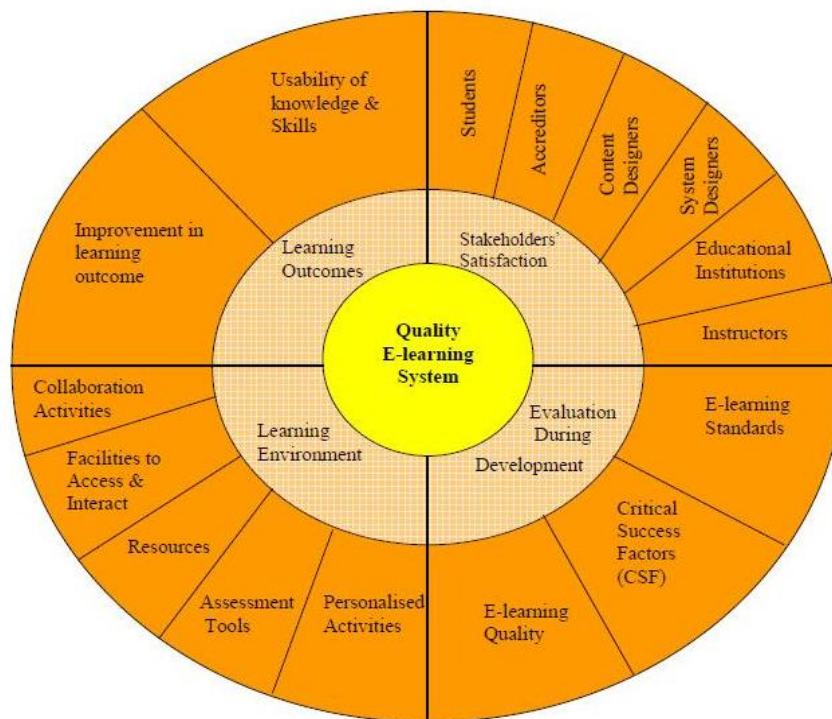 Usability of
knowledge &
Skills
Students
Accreditors
Content
Designers
System
Designers
Educational
Institutions
Instructors
Improvement in
learning
outcome
Learning
Outcomes
Stakeholders'
Satisfaction
Quality
E-learning
System
Collaboration
Activities
Facilities to
Access &
Interact
Resources
Assessment
Tools
Personalised
Activities
Learning
Environment
Evaluation
During
Development
E-learning
Standards
Critical
Success
Factors
(CSF)
E-learning
Quality